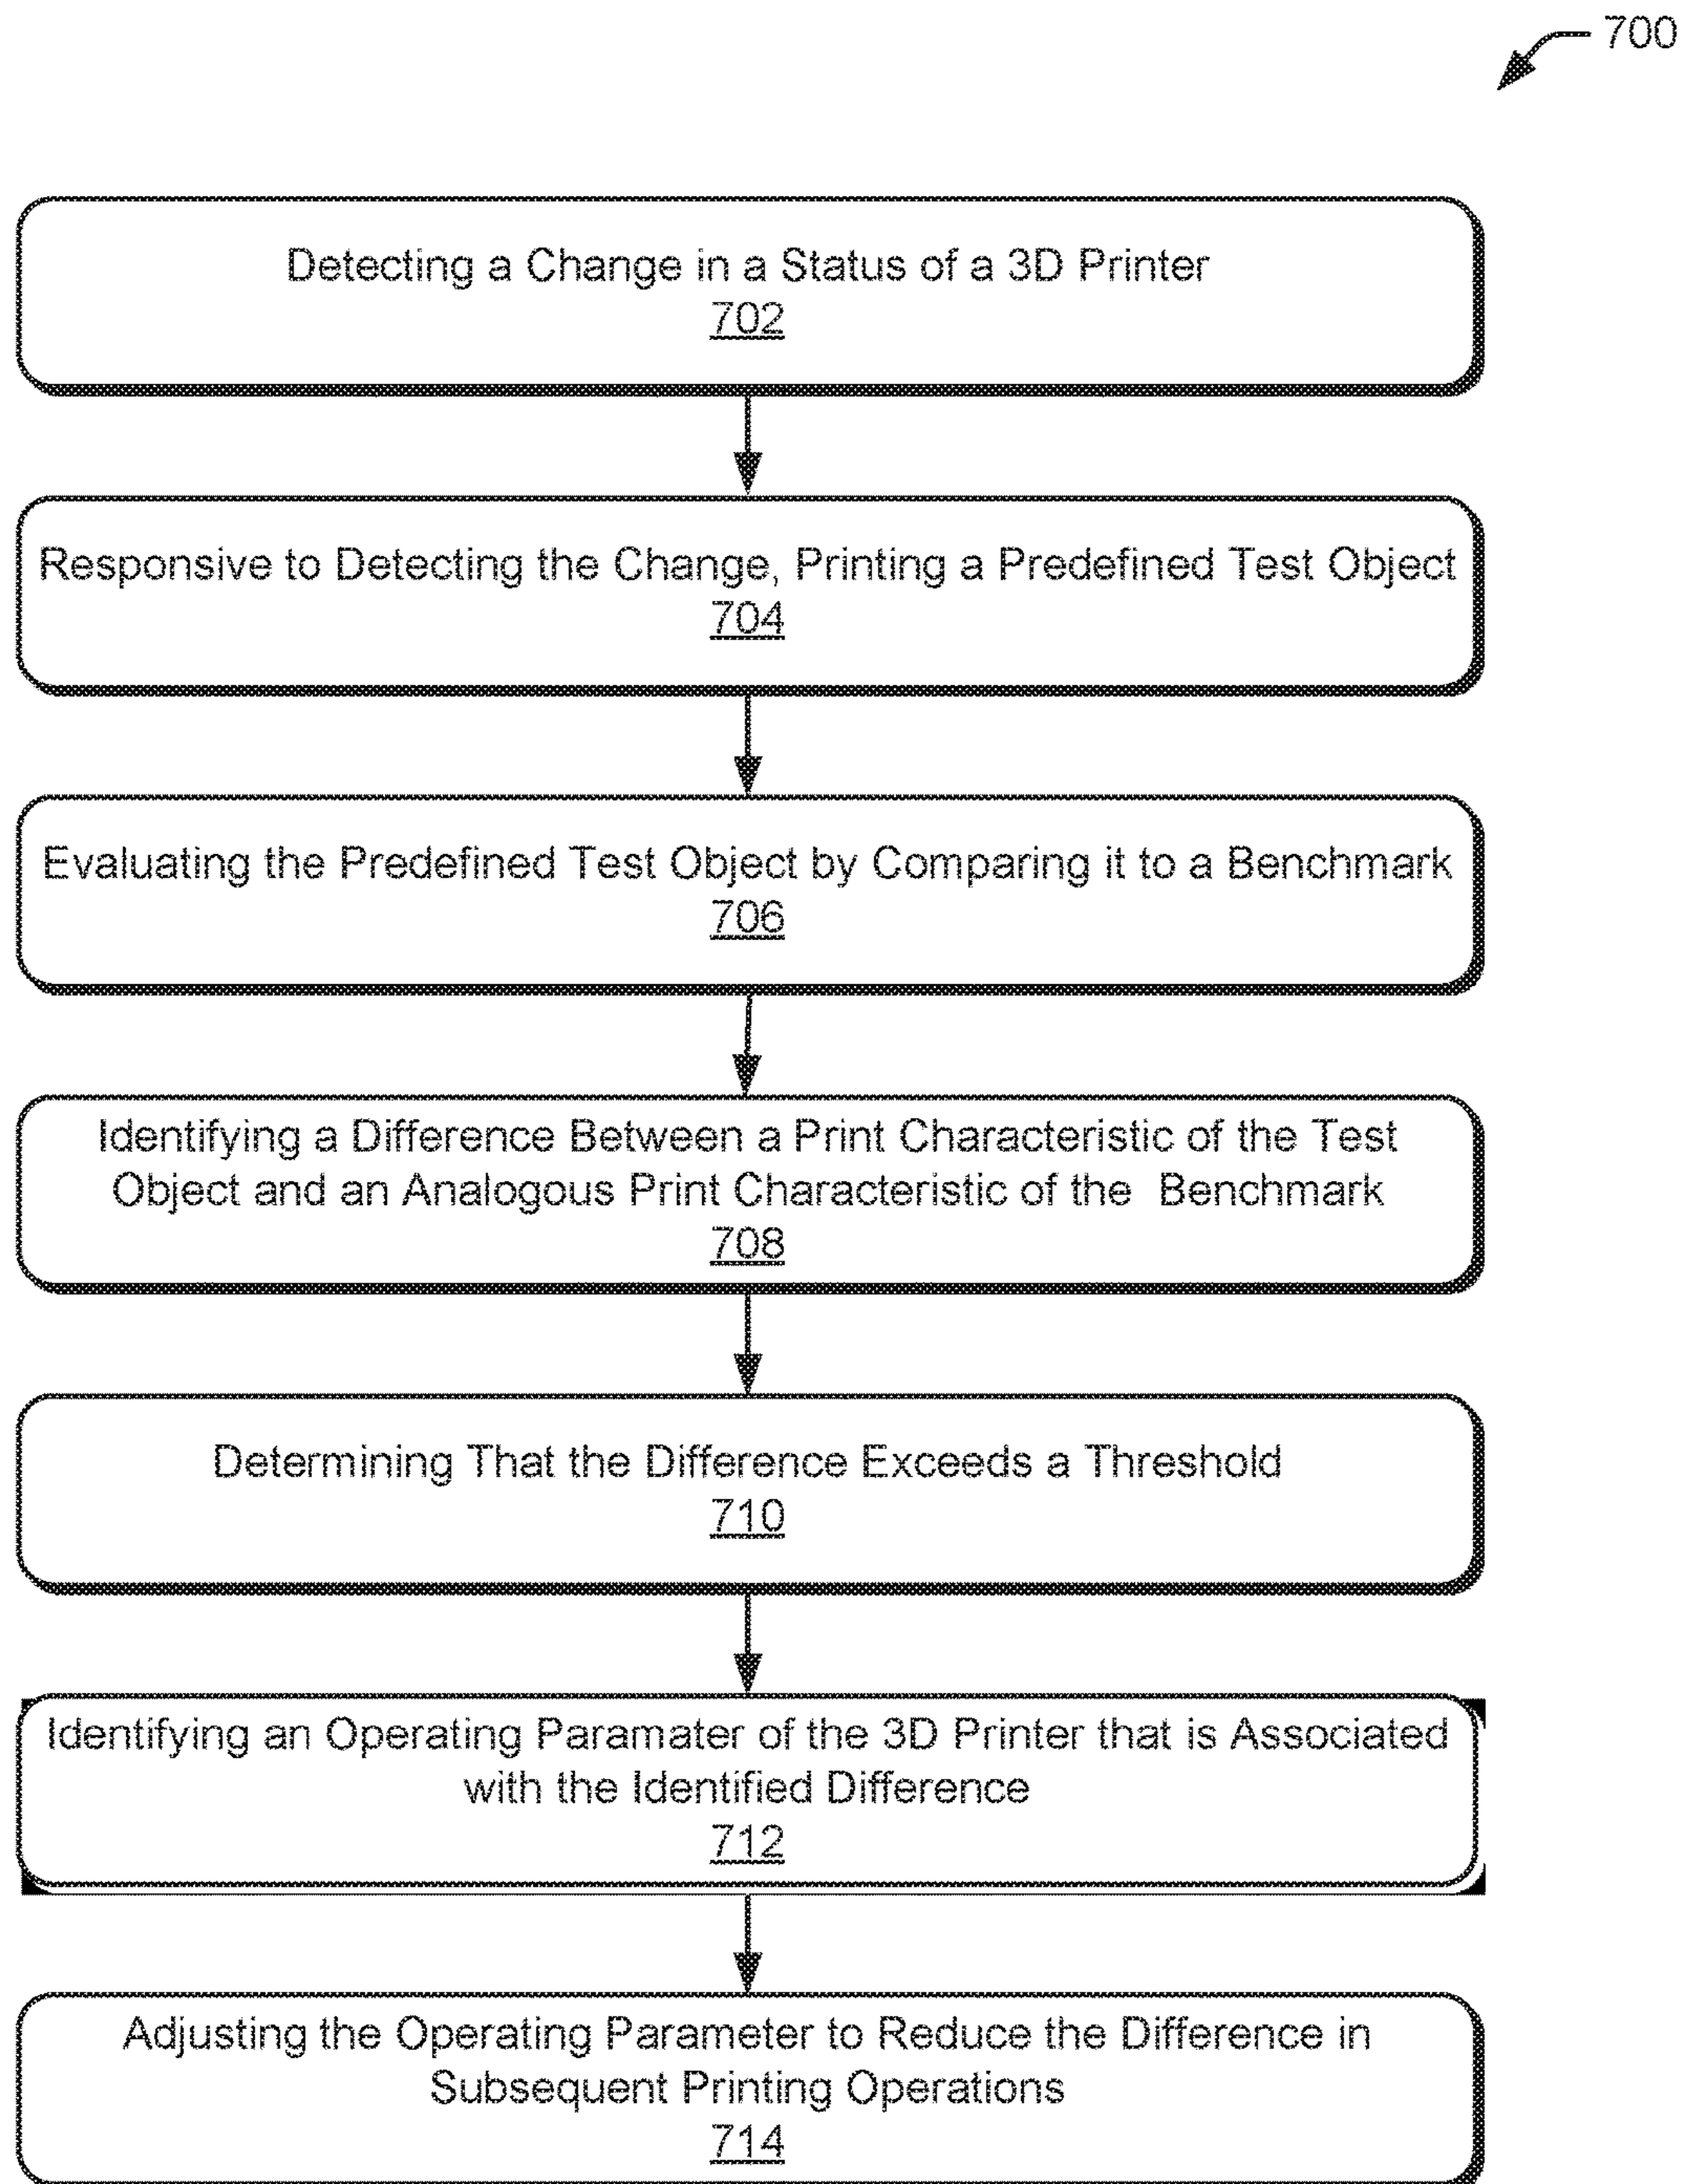 700
Detecting a Change in a Status of a 3D Printer
702
Responsive to Detecting the Change, Printing a Predefined Test Object
704
Evaluating the Predefined Test Object by Comparing it to a Benchmark
706
Identifying a Difference Between a Print Characteristic of the Test
Object and an Analogous Print Characteristic of the Benchmark
708
Determining That the Difference Exceeds a Threshold
710
Identifying an Operating Paramater of the 3D Printer that is Associated
with the Identified Difference
712
Adjusting the Operating Parameter to Reduce the Difference in
Subsequent Printing Operations
714